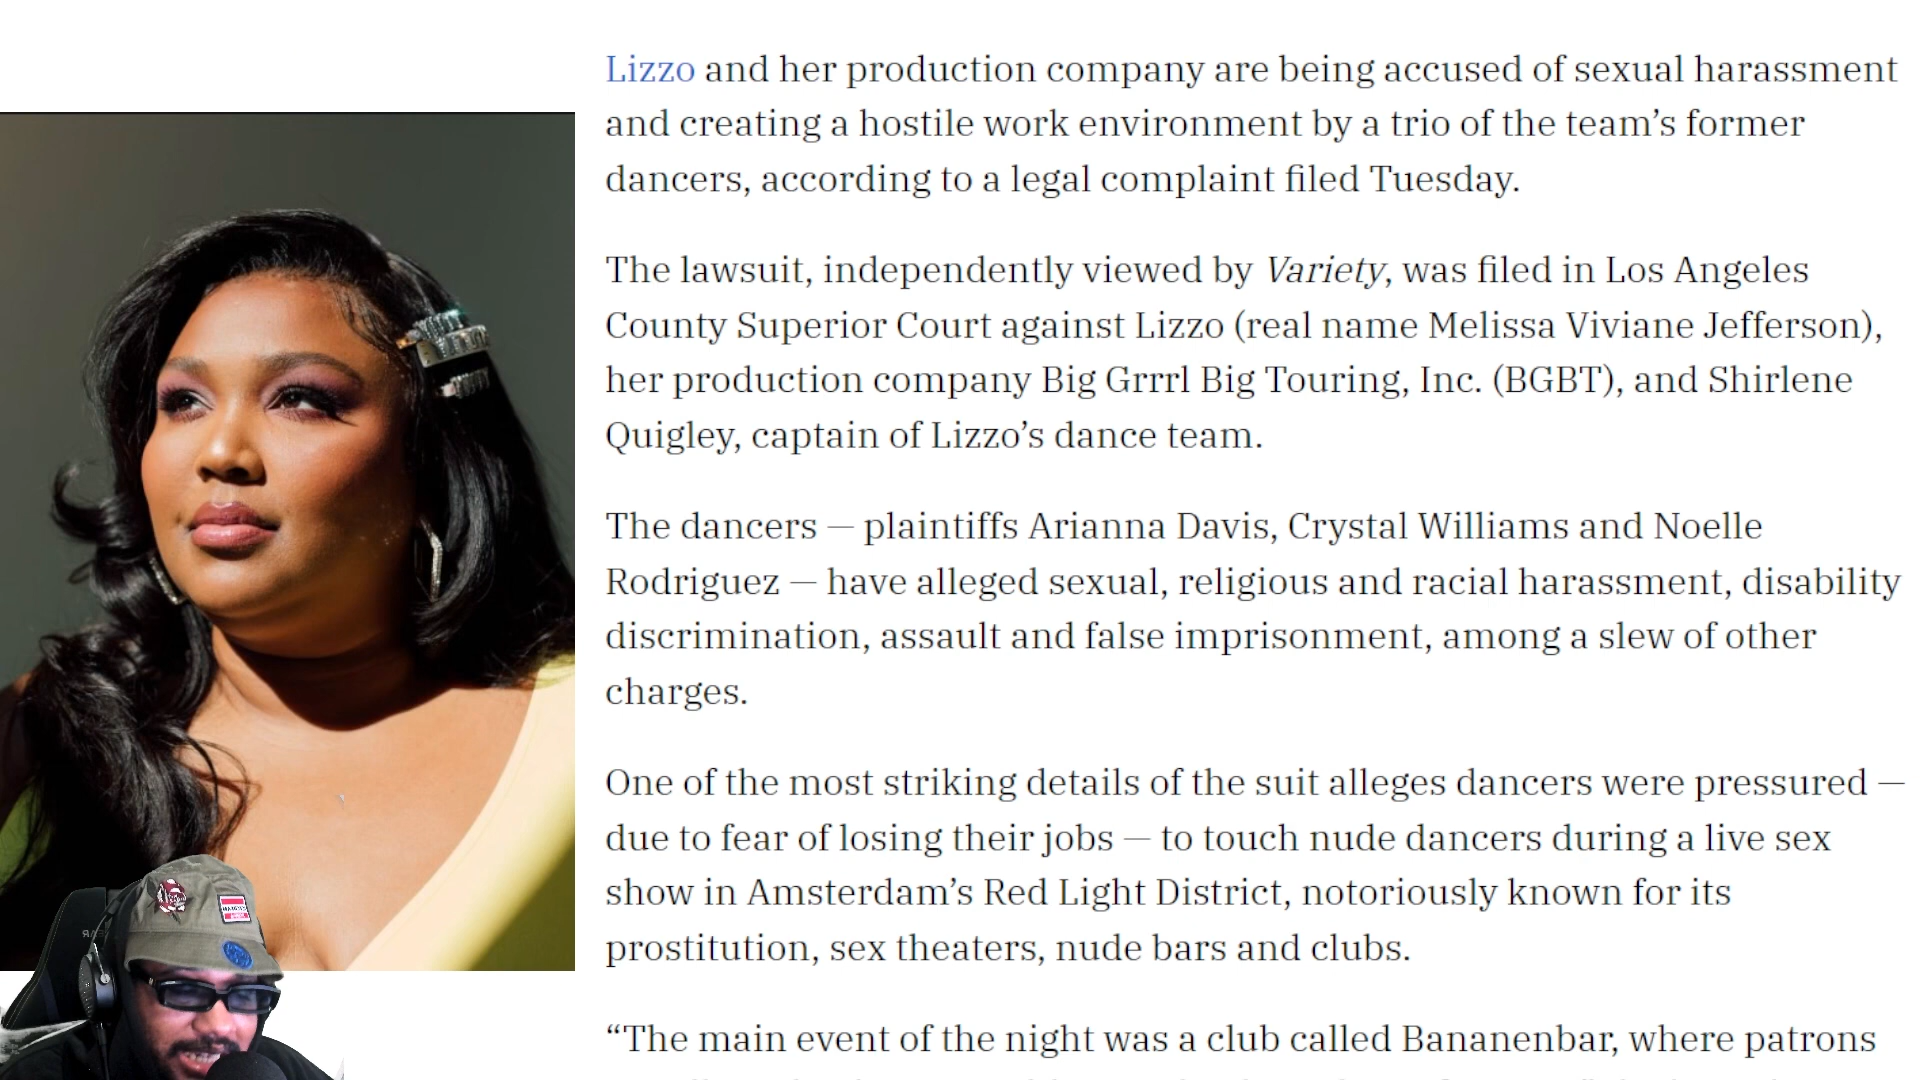 Lizzo and her production company are being accused of sexual harassment
and creating a hostile work environment by a trio of the team’s former
dancers, according to a legal complaint filed Tuesday.
The lawsuit, independently viewed by Variety, was filed in Los Angeles
County Superior Court against Lizzo (real name Melissa Viviane Jefferson),
her production company Big Grrrl Big Touring, Inc. (BGBT), and Shirlene
Quigley, captain of Lizzo’s dance team.
The dancers — plaintiffs Arianna Davis, Crystal Williams and Noelle
Rodriguez — have alleged sexual, religious and racial harassment, disability
discrimination, assault and false imprisonment, among a slew of other
charges.
One of the most striking details of the suit alleges dancers were pressured —
due to fear of losing their jobs — to touch nude dancers during a live sex
show in Amsterdam’s Red Light District, notoriously known for its
prostitution, sex theaters, nude bars and clubs.
“The main event of the night was a club called Bananenbar, where patrons